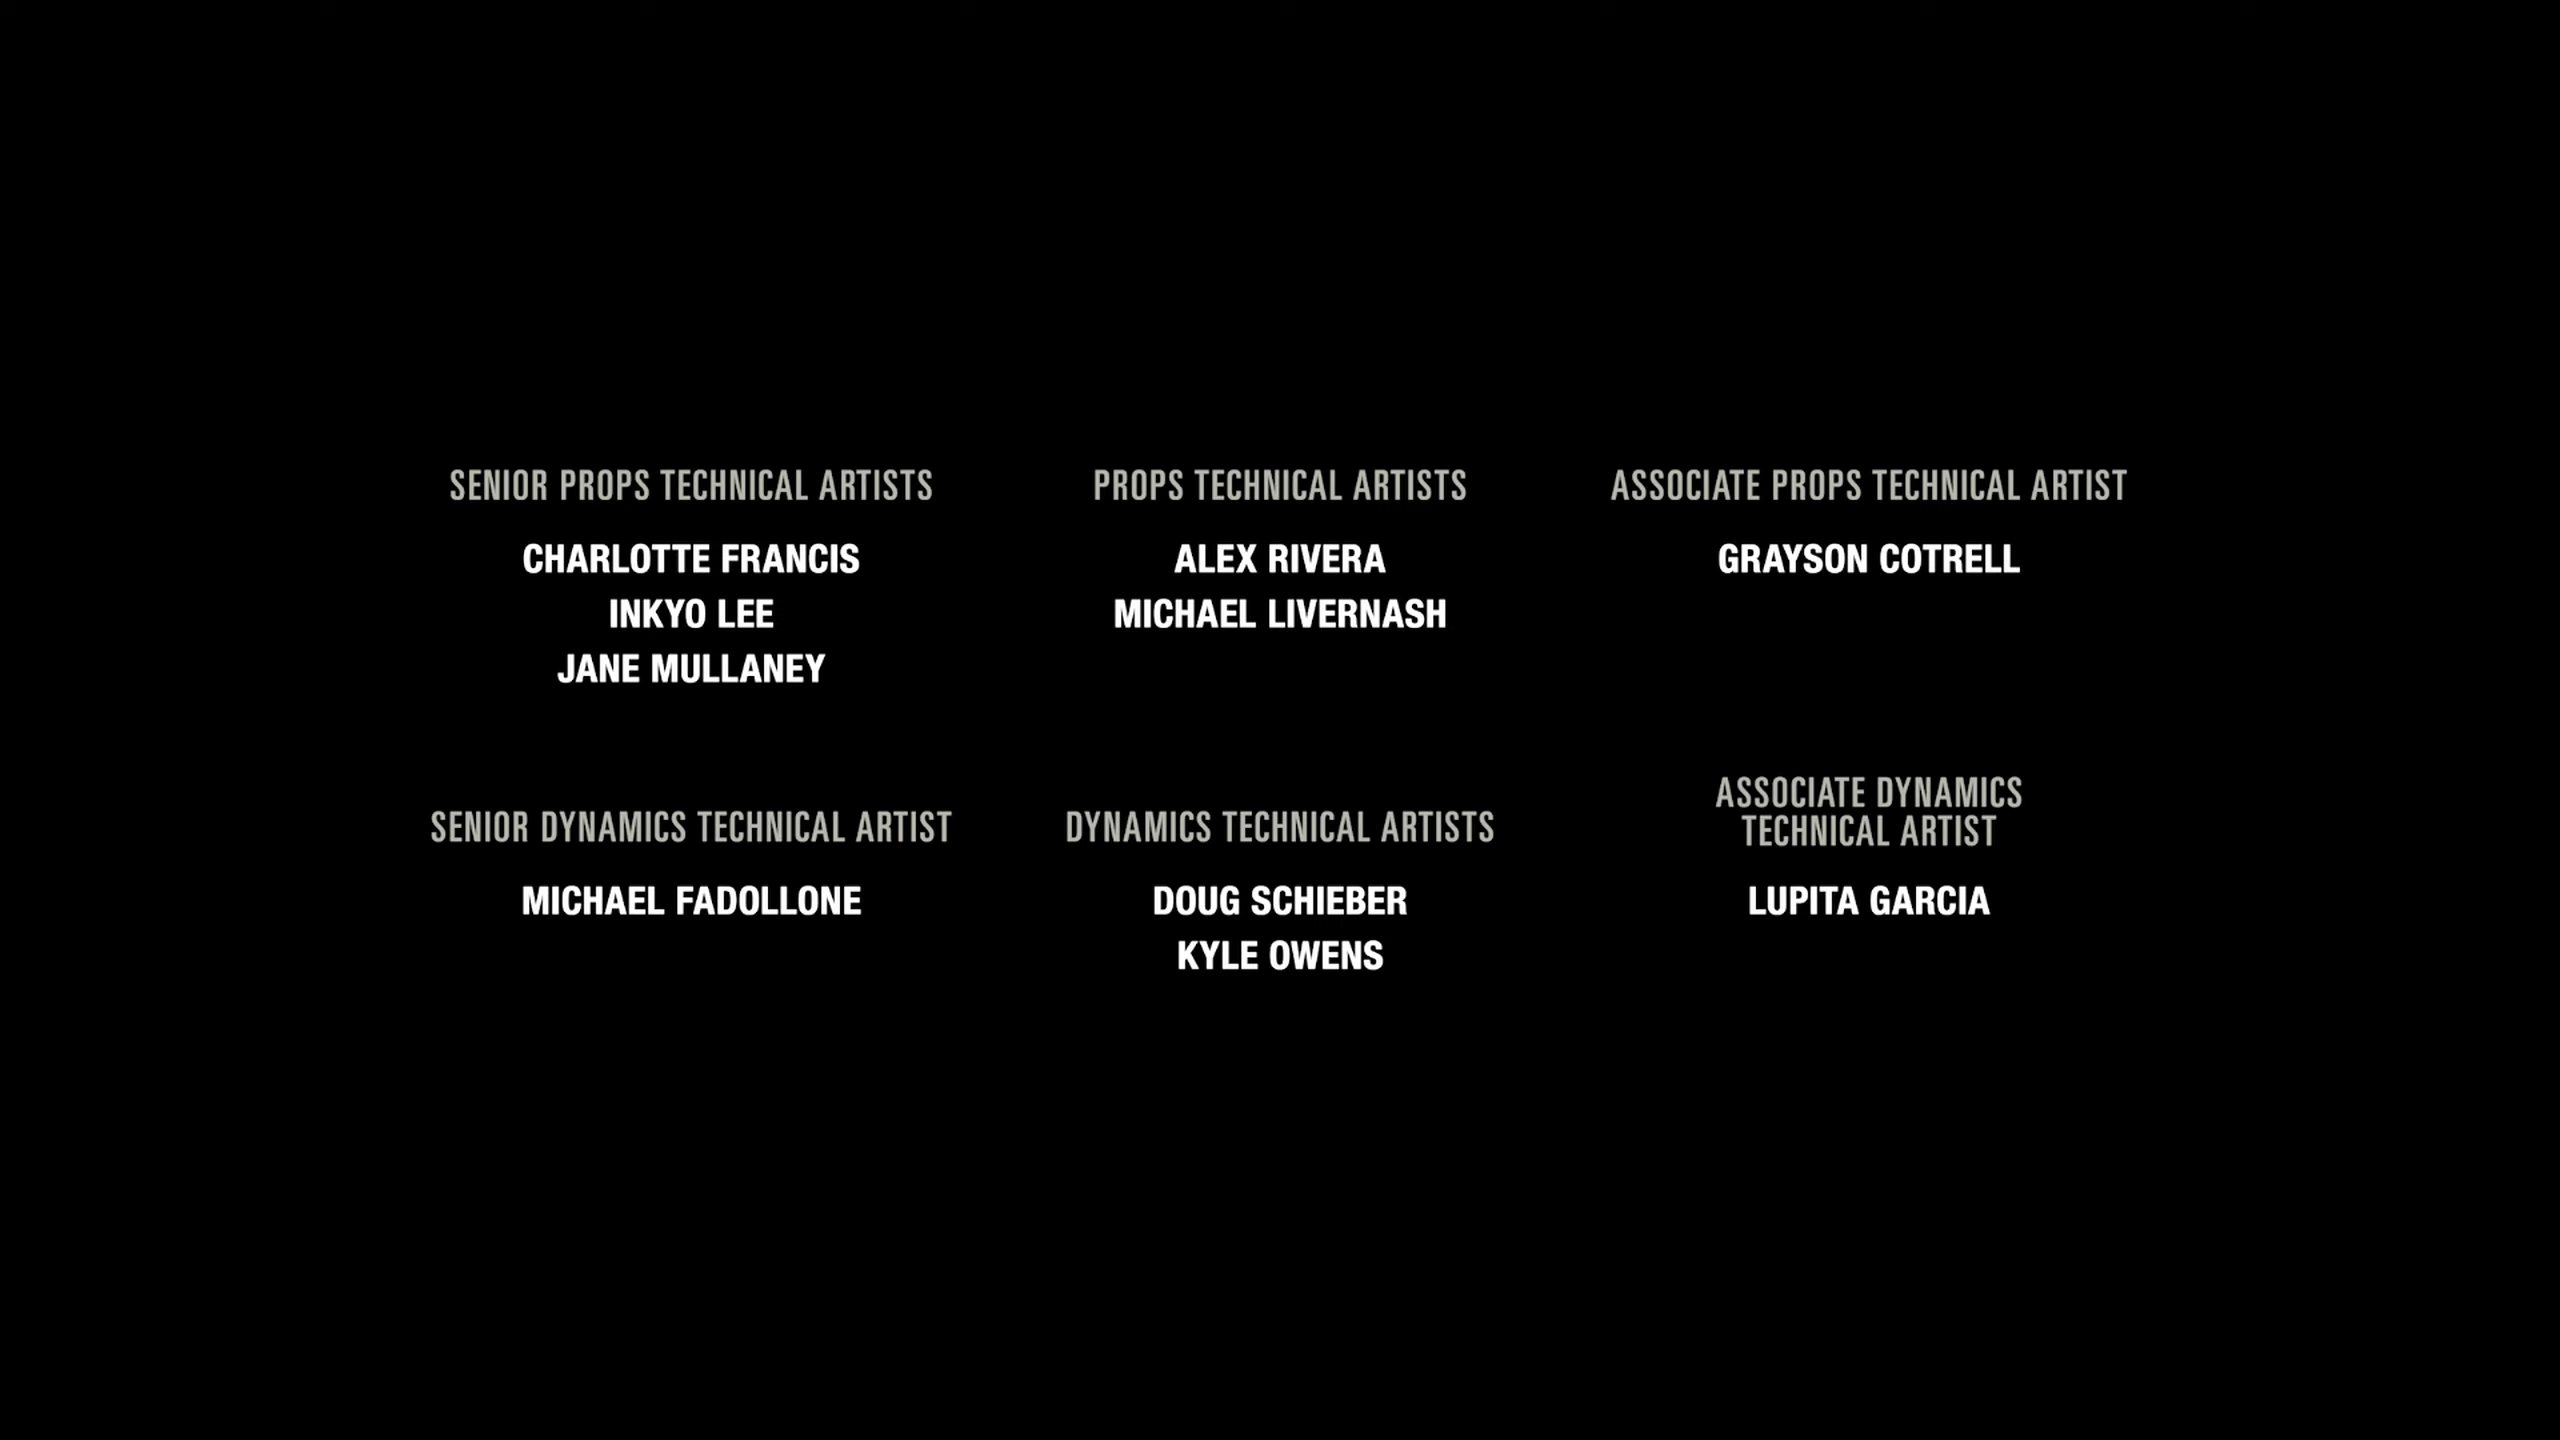 SENIOR PROPS TECHNICAL ARTISTS
CHARLOTTE FRANCIS
INKYO LEE
JANE MULLANEY
PROPS TECHNICAL ARTISTS
ALEX RIVERA
MICHAEL LIVERNASH
ASSOCIATE PROPS TECHNICAL ARTIST
GRAYSON COTRELL
SENIOR DYNAMICS TECHNICAL ARTIST
MICHAEL FADOLLONE
DYNAMICS TECHNICAL ARTISTS
DOUG SCHIEBER
KYLE OWENS
ASSOCIATE DYNAMICS
TECHNICAL ARTIST
LUPITA GARCIA